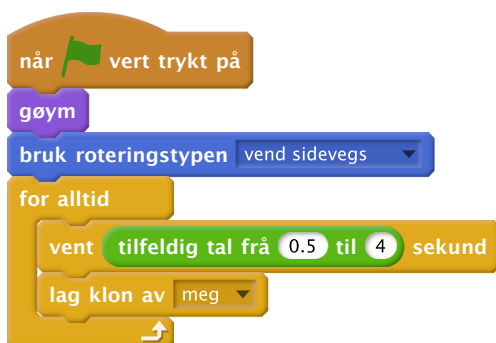 når vert trykt på
gøym
bruk roteringstypen vend sidevegs
for alltid
vent tilfeldig tal frå 0.5 til 4 sekund
lag klon av meg